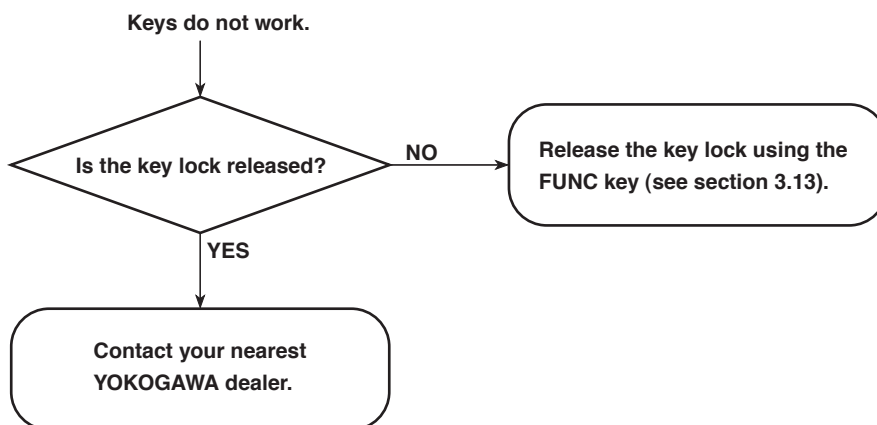 Keys do not work.
Is the key lock released?
NO
Release the key lock using the
FUNC key (see section 3.13).
YES
Contact your nearest
YOKOGAWA dealer.